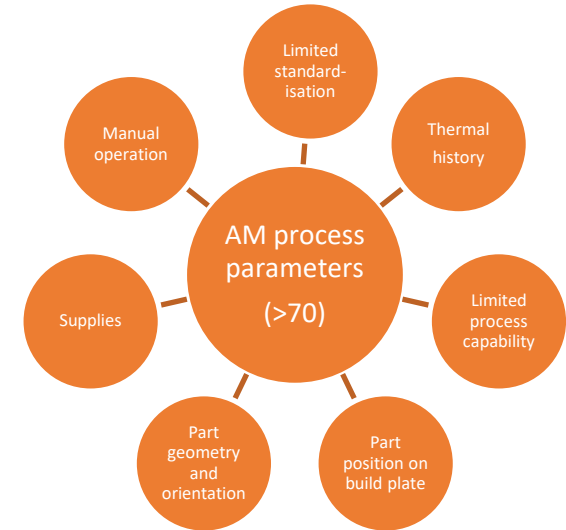 Limited
standard-
isation
Thermal
history
Limited
process
capability
Part
position on
build plate
Part
geometry
and
orientation
Supplies
Manual
operation
AM process
parameters
(>70)